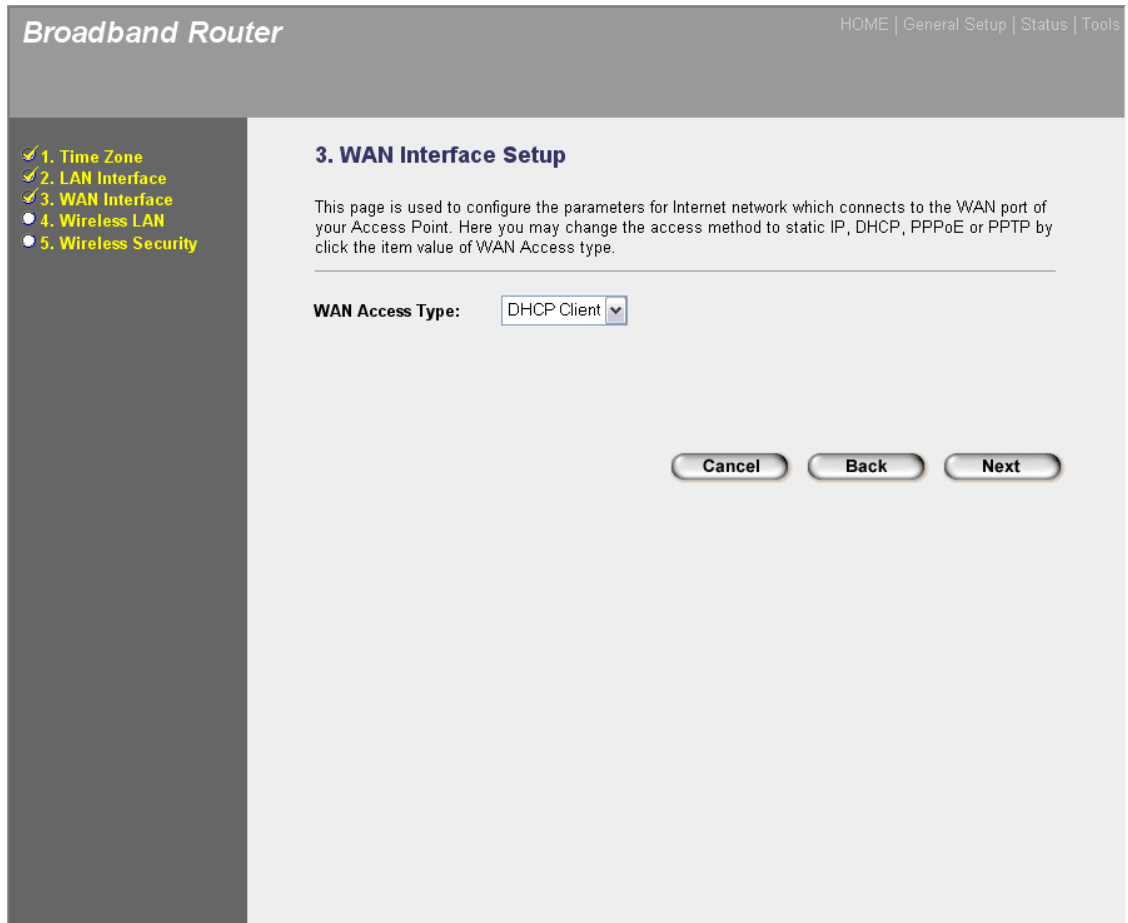 Broadband Router
HOME | General Setup | Status | Tools
1. Time Zone
2. LAN Interface
3. WAN Interface
4. Wireless LAN
5. Wireless Security
3. WAN Interface Setup
This page is used to configure the parameters for Internet network which connects to the WAN port of
your Access Point. Here you may change the access method to static IP, DHCP, PPPoE or PPTP by
click the item value of WAN Access type.
WAN Access Type: DHCP Client
Cancel Back Next